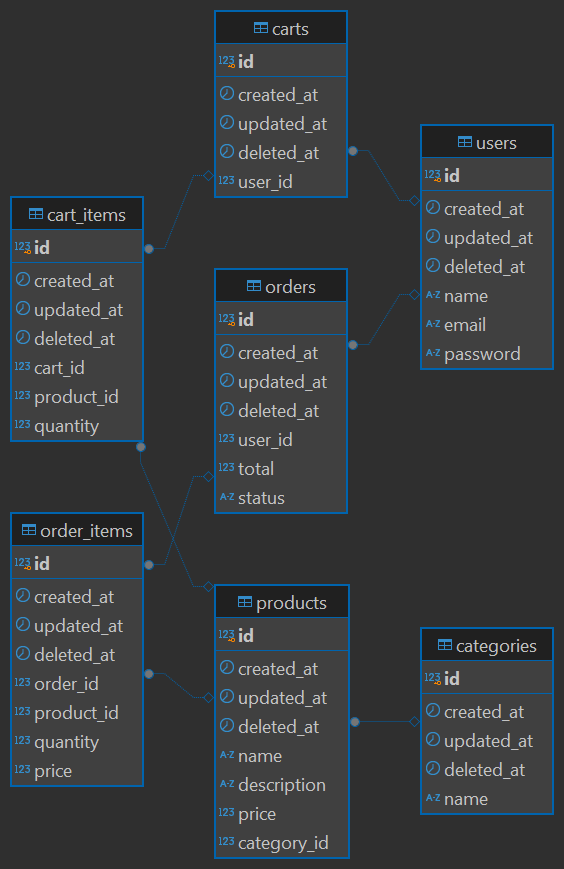 carts
123 id
created_at
updated_at
deleted_at
123 user_id
users
123 id
created_at
updated_at
deleted_at
A-Z name
A-Z email
A-Z password
cart_items
123 id
created_at
updated_at
deleted_at
123 cart_id
123 product_id
123 quantity
orders
123 id
created_at
updated_at
deleted_at
123 user_id
123 total
A-Z status
order_items
123 id
created_at
updated_at
deleted_at
123 order_id
123 product_id
123 quantity
123 price
products
123 id
created_at
updated_at
deleted_at
A-Z name
A-Z description
123 price
123 category_id
categories
123 id
created_at
updated_at
deleted_at
A-Z name